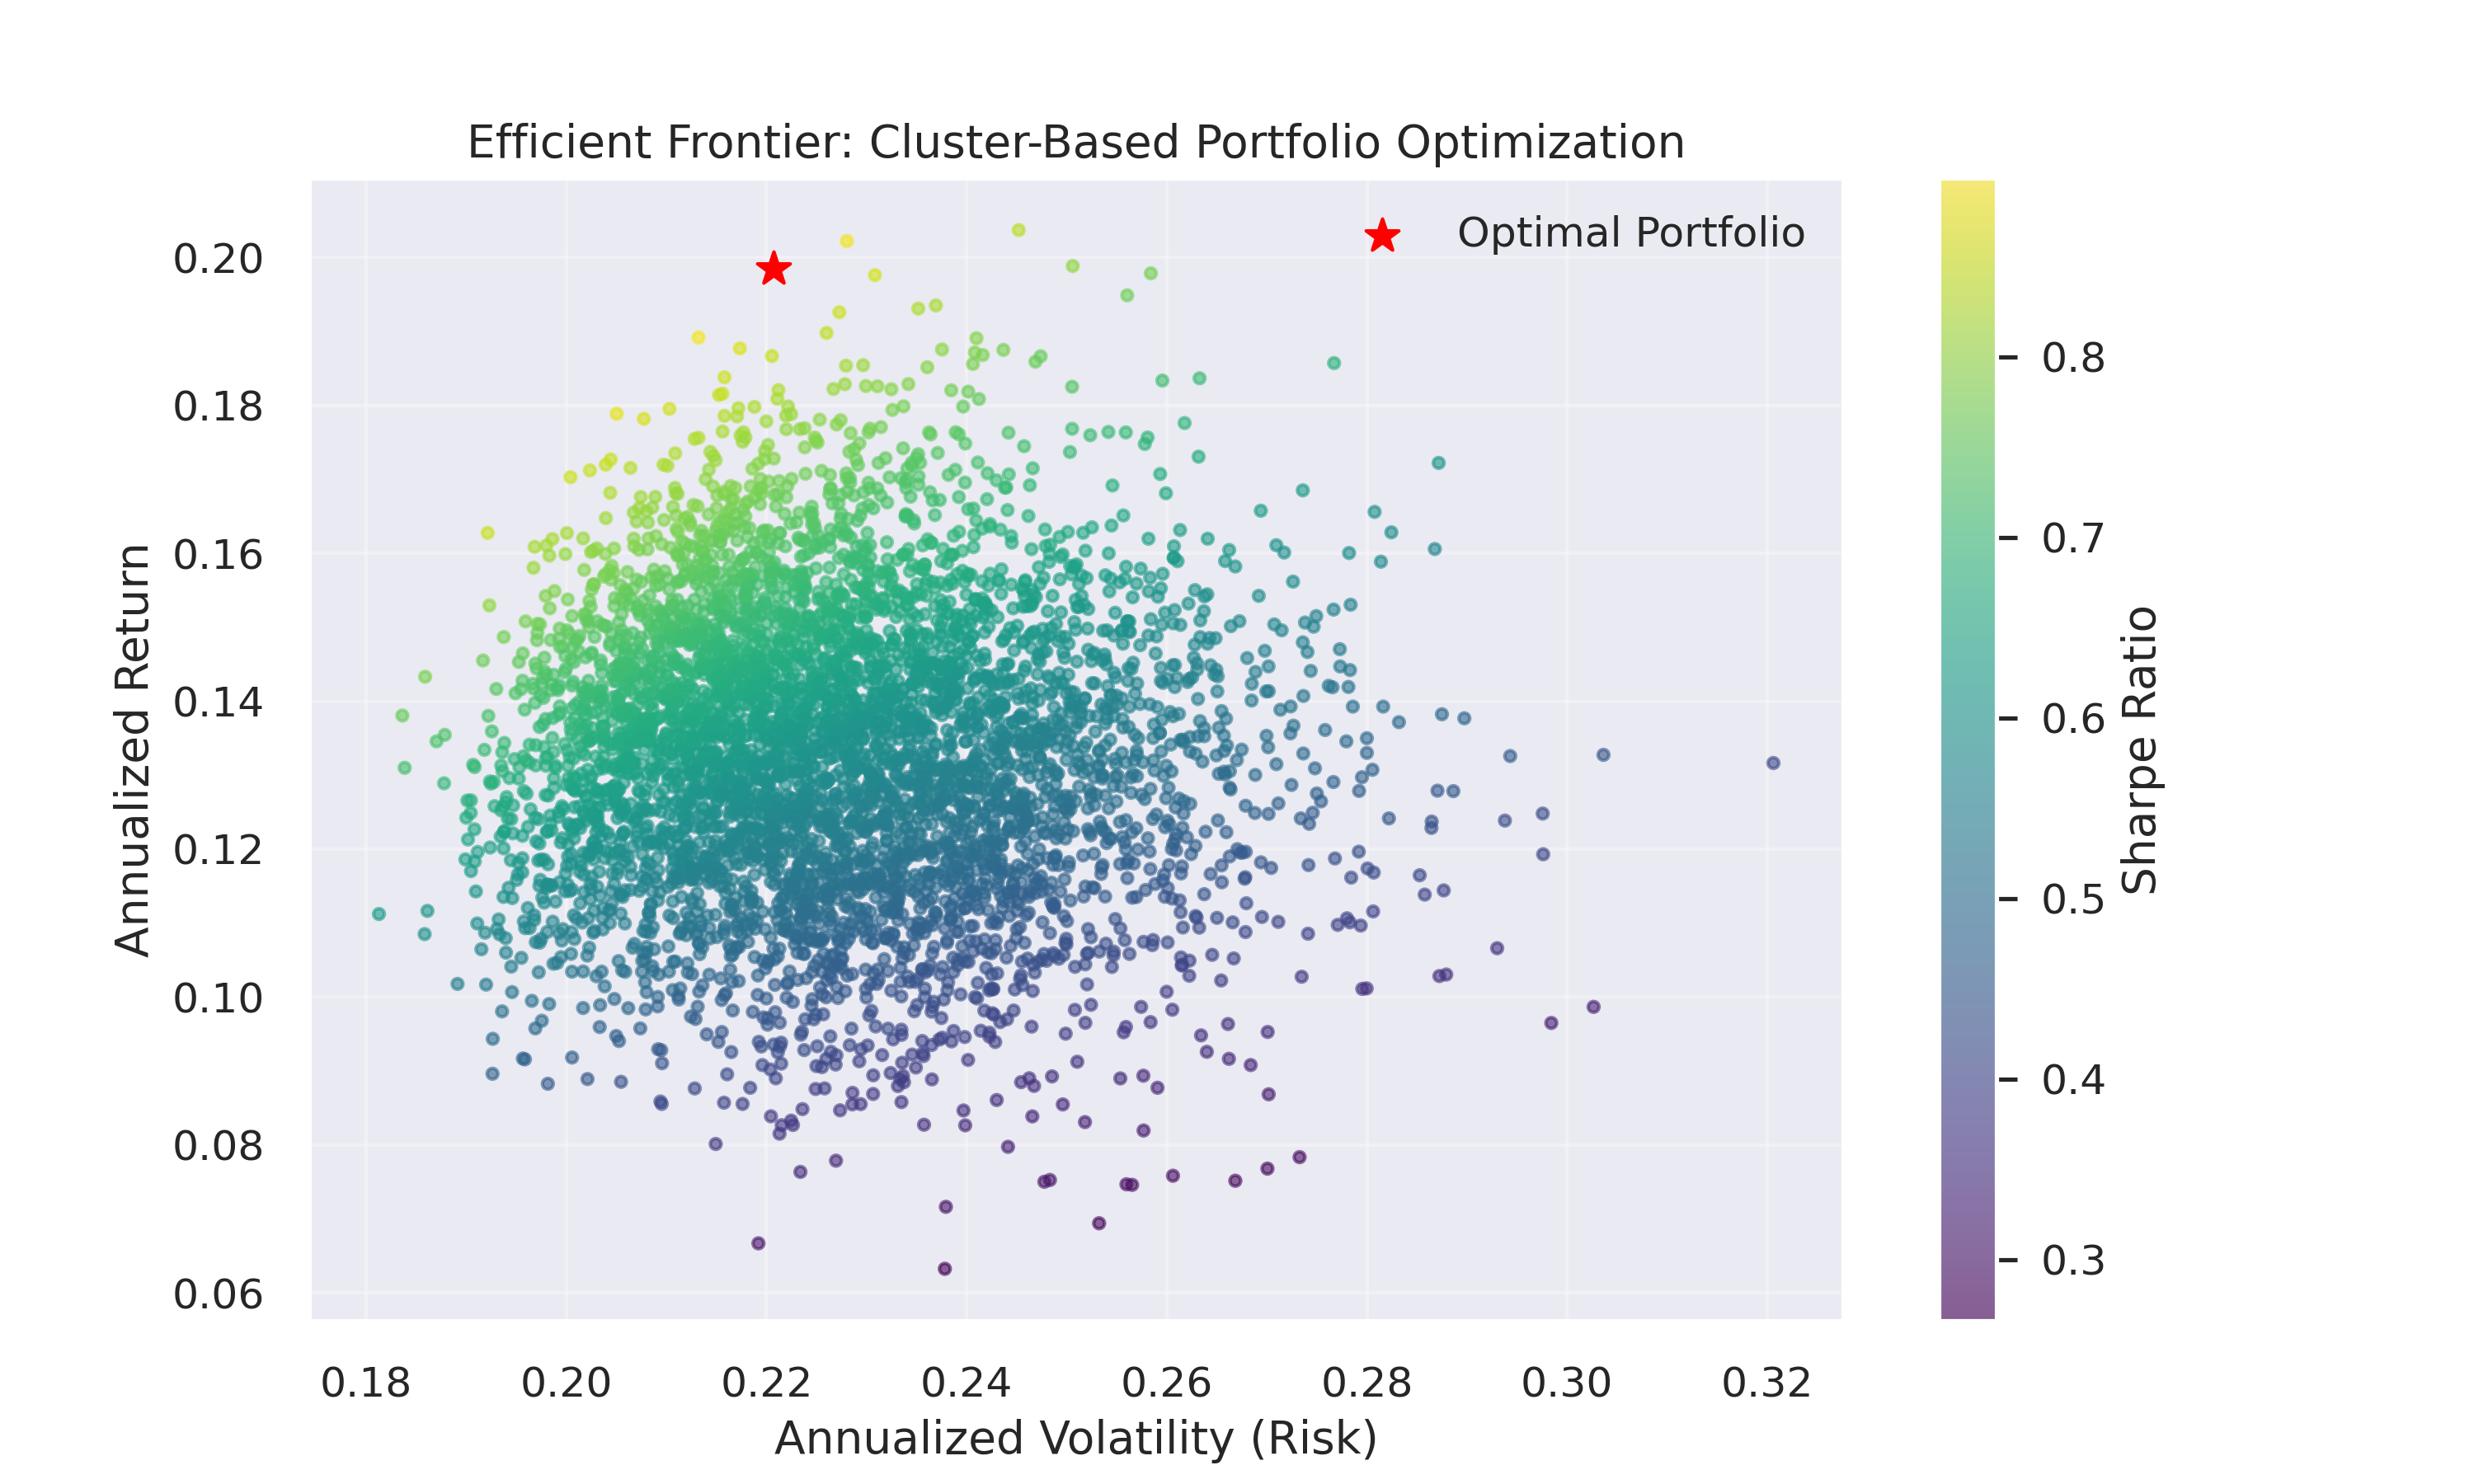 Efficient Frontier: Cluster-Based Portfolio Optimization
Optimal Portfolio
Annualized Return
0.20
0.18
0.16
0.14
0.12
0.10
0.08
0.06
0.18 0.20 0.22 0.24 0.26 0.28 0.30 0.32
Annualized Volatility (Risk)
0.8
0.7
0.6
0.5
0.4
0.3
Sharpe Ratio